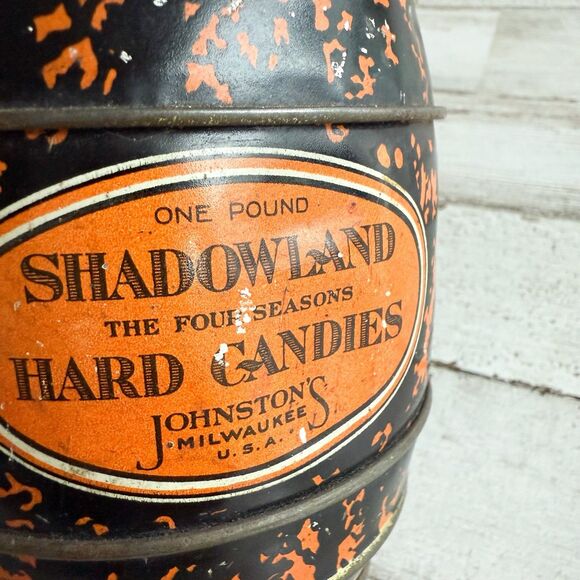 ONE POUND
SHADOWLAND
THE FOUR SEASONS
HARD CANDIES
JOHNSTON'S
MILWAUKEE
U.S.A.